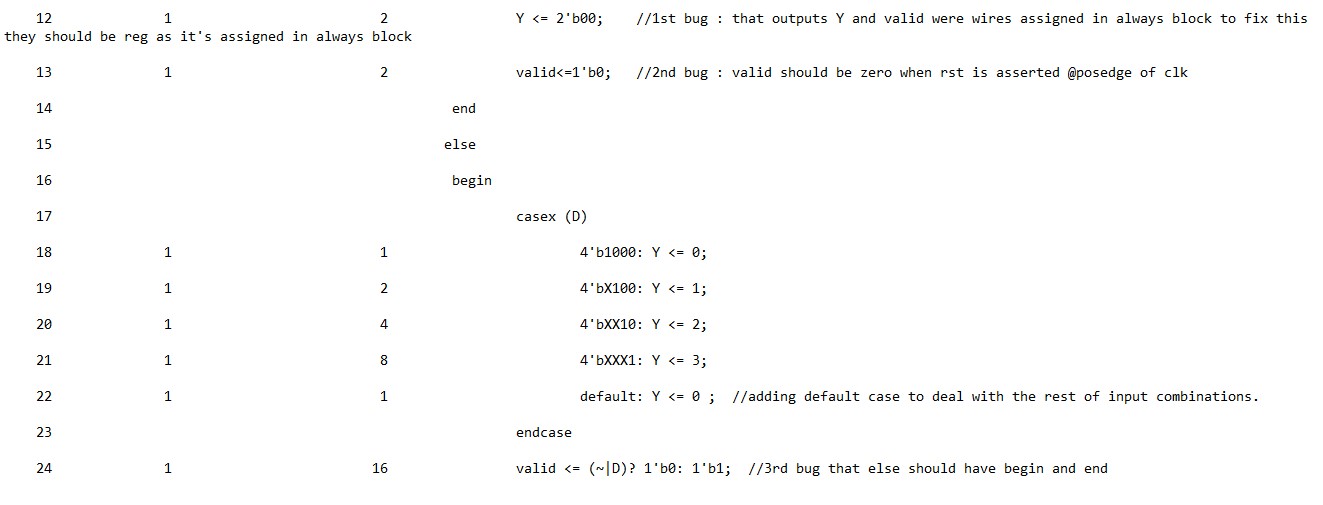 12 1 2 Y <= 2'b00; //1st bug : that outputs Y and valid were wires assigned in always block to fix this
they should be reg as it's assigned in always block
13 1 2 valid<=1'b0; //2nd bug : valid should be zero when rst is asserted @posedge of clk
14 end
15 else
16 begin
17 casex (D)
18 1 1 4'b1000: Y <= 0;
19 1 2 4'bX100: Y <= 1;
20 1 4 4'bXX10: Y <= 2;
21 1 8 4'bXXX1: Y <= 3;
22 1 1 default: Y <= 0 ; //adding default case to deal with the rest of input combinations.
23 endcase
24 1 16 valid <= (~|D)? 1'b0: 1'b1; //3rd bug that else should have begin and end